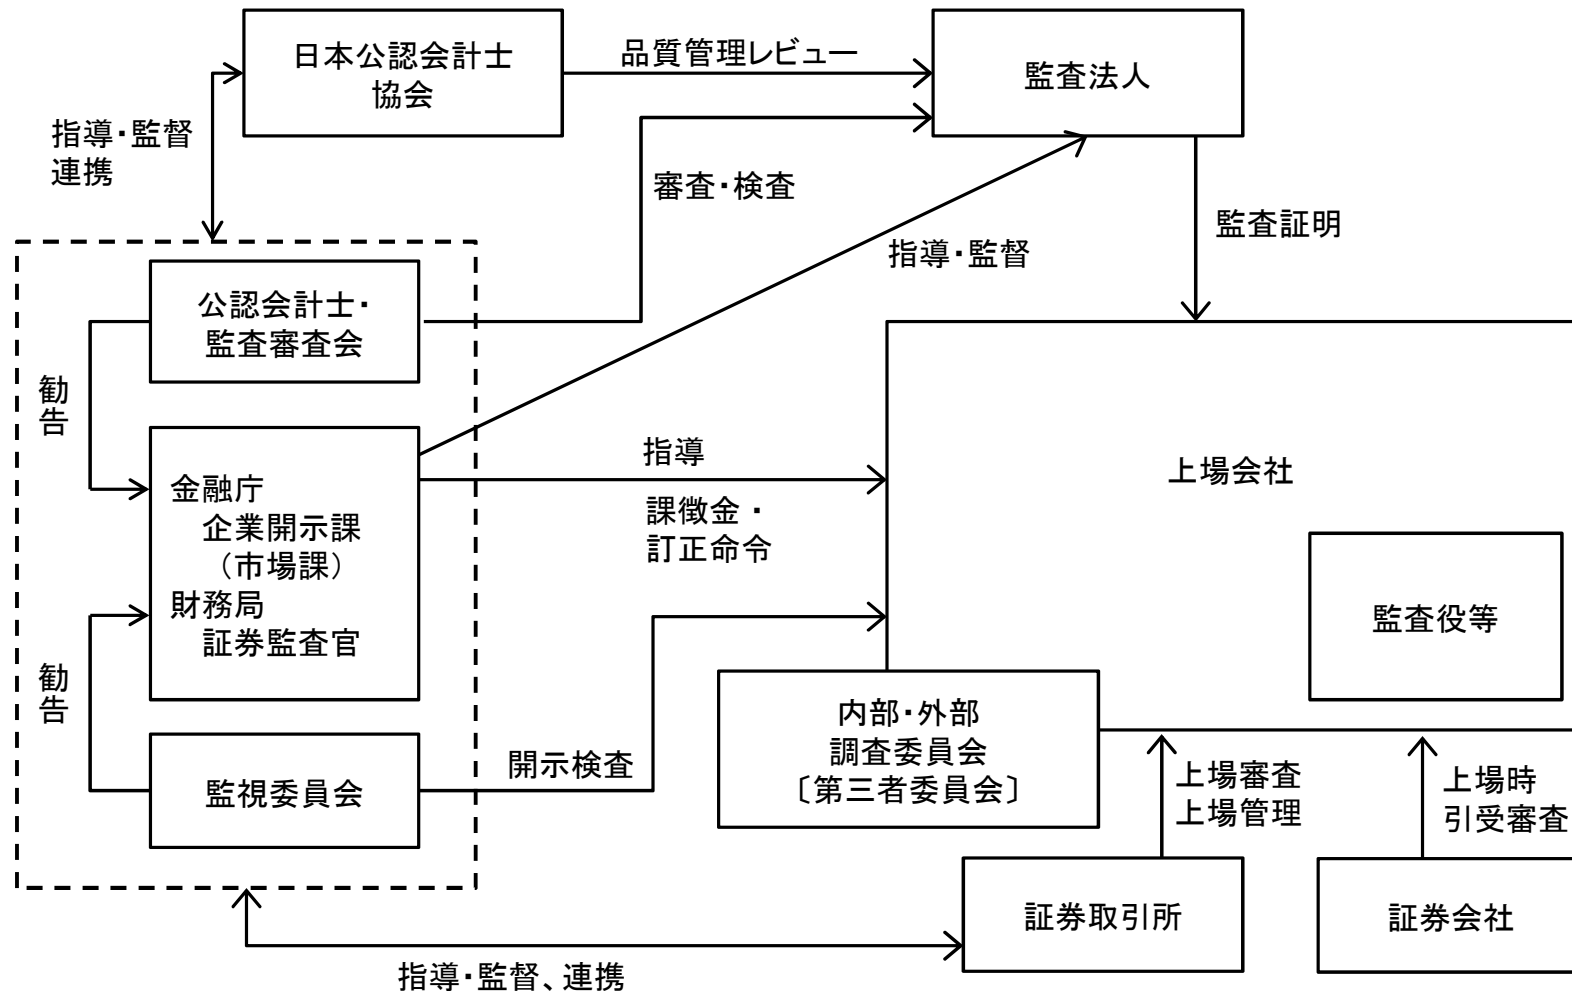 日本公認会計士
協会
品質管理レビュー
監査法人
指導・監督
連携
審査・検査
指導・監督
監査証明
公認会計士・
監査審査会
勧告
金融庁
企業開示課
（市場課）
財務局
証券監査官
指導
課徴金・
訂正命令
上場会社
監査役等
勧告
監視委員会
開示検査
内部・外部
調査委員会
〔第三者委員会〕
上場審査
上場管理
上場時
引受審査
証券取引所
証券会社
指導・監督、連携